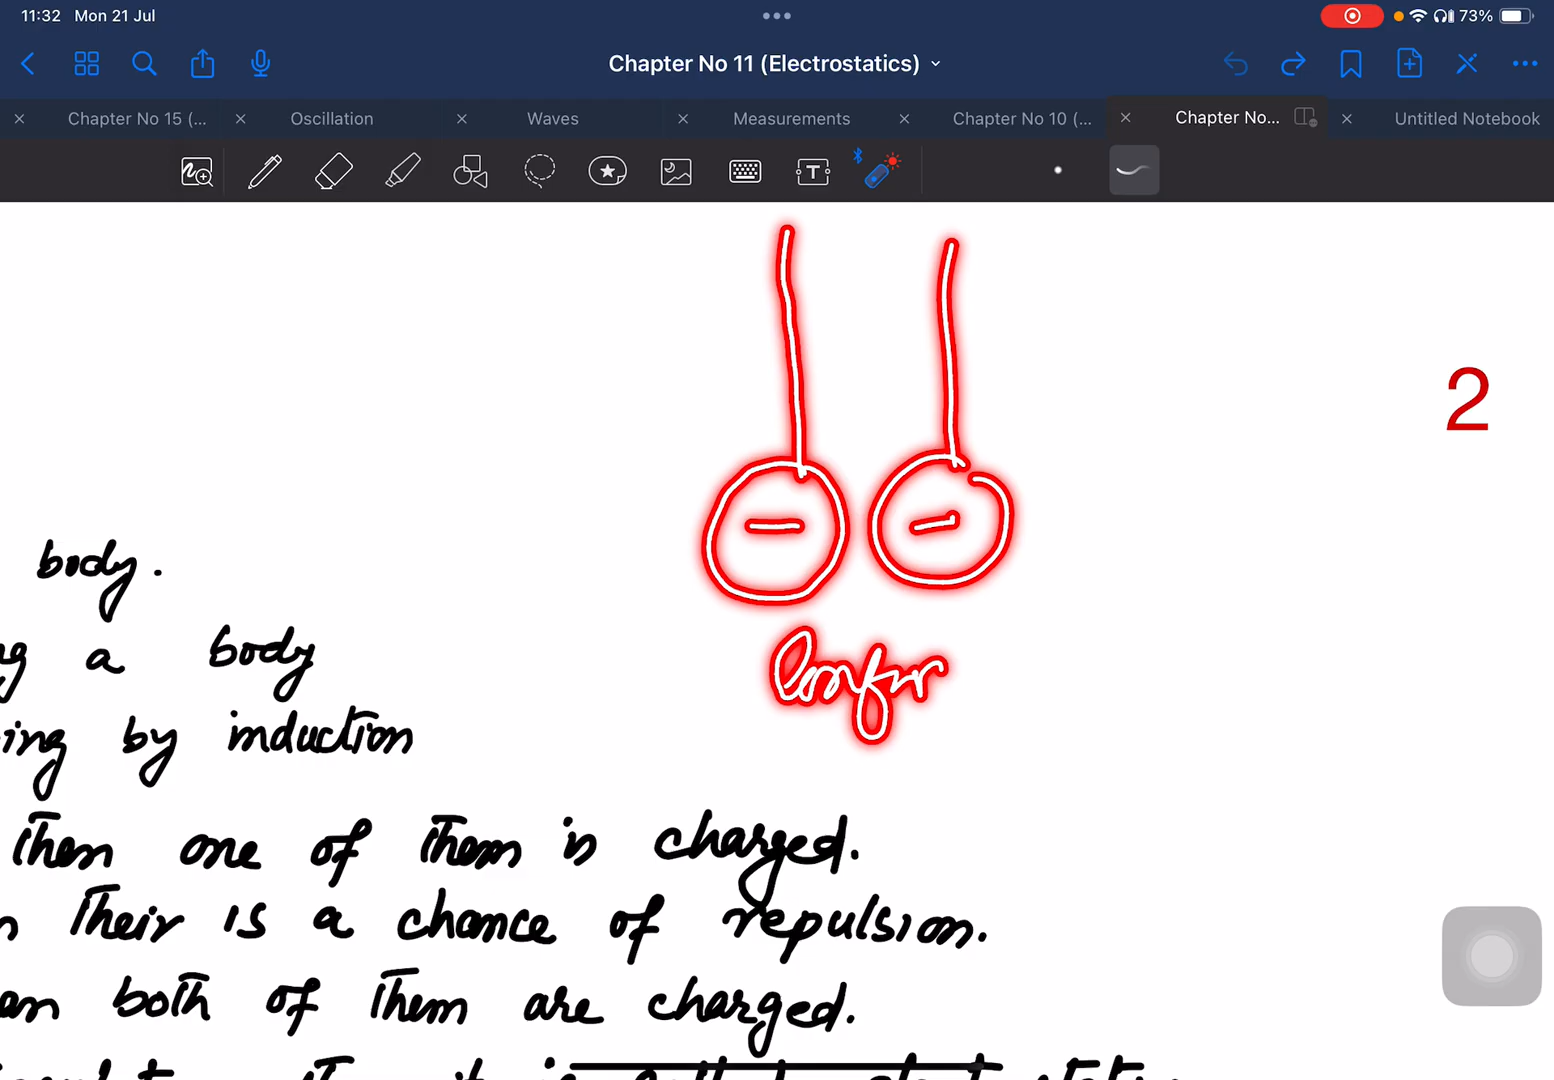 11:32 Mon 21 Jul
73%
Chapter No 11 (Electrostatics)
Chapter No 15 (...
Oscillation
Waves
Measurements
Chapter No 10 (...
Chapter No...
Untitled Notebook
2
body.
a body
by induction
Then one of them is charged.
Their is a chance of repulsion.
both of them are charged.